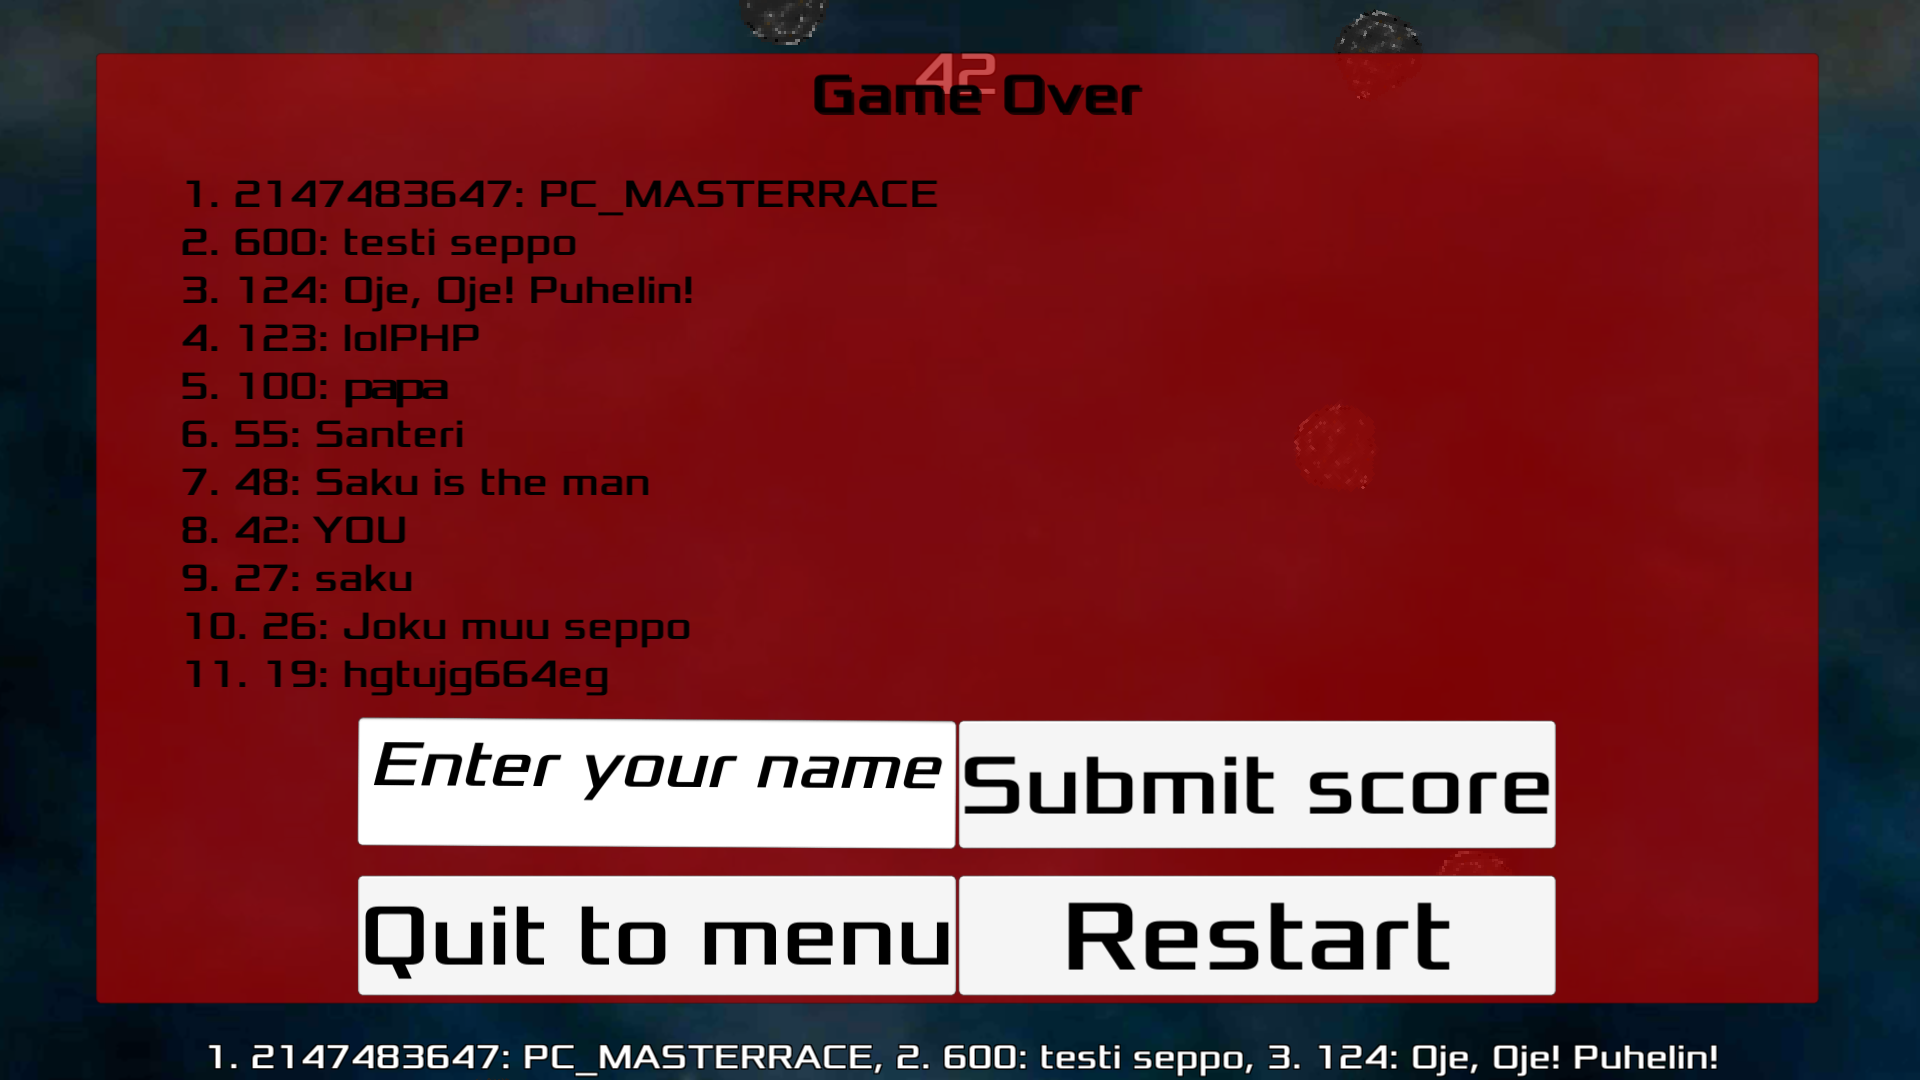 42
Game Over
1. 2147483647: PC_MASTERRACE
2. 600: testi seppo
3. 124: Oje, Oje! Puhelin!
4. 123: lolPHP
5. 100: papa
6. 55: Santeri
7. 48: Saku is the man
8. 42: YOU
9. 27: saku
10. 26: Joku muu seppo
11. 19: hgtujg664eg
Enter your name
Submit score
Quit to menu
Restart
1. 2147483647: PC_MASTERRACE, 2. 600: testi seppo, 3. 124: Oje, Oje! Puhelin!